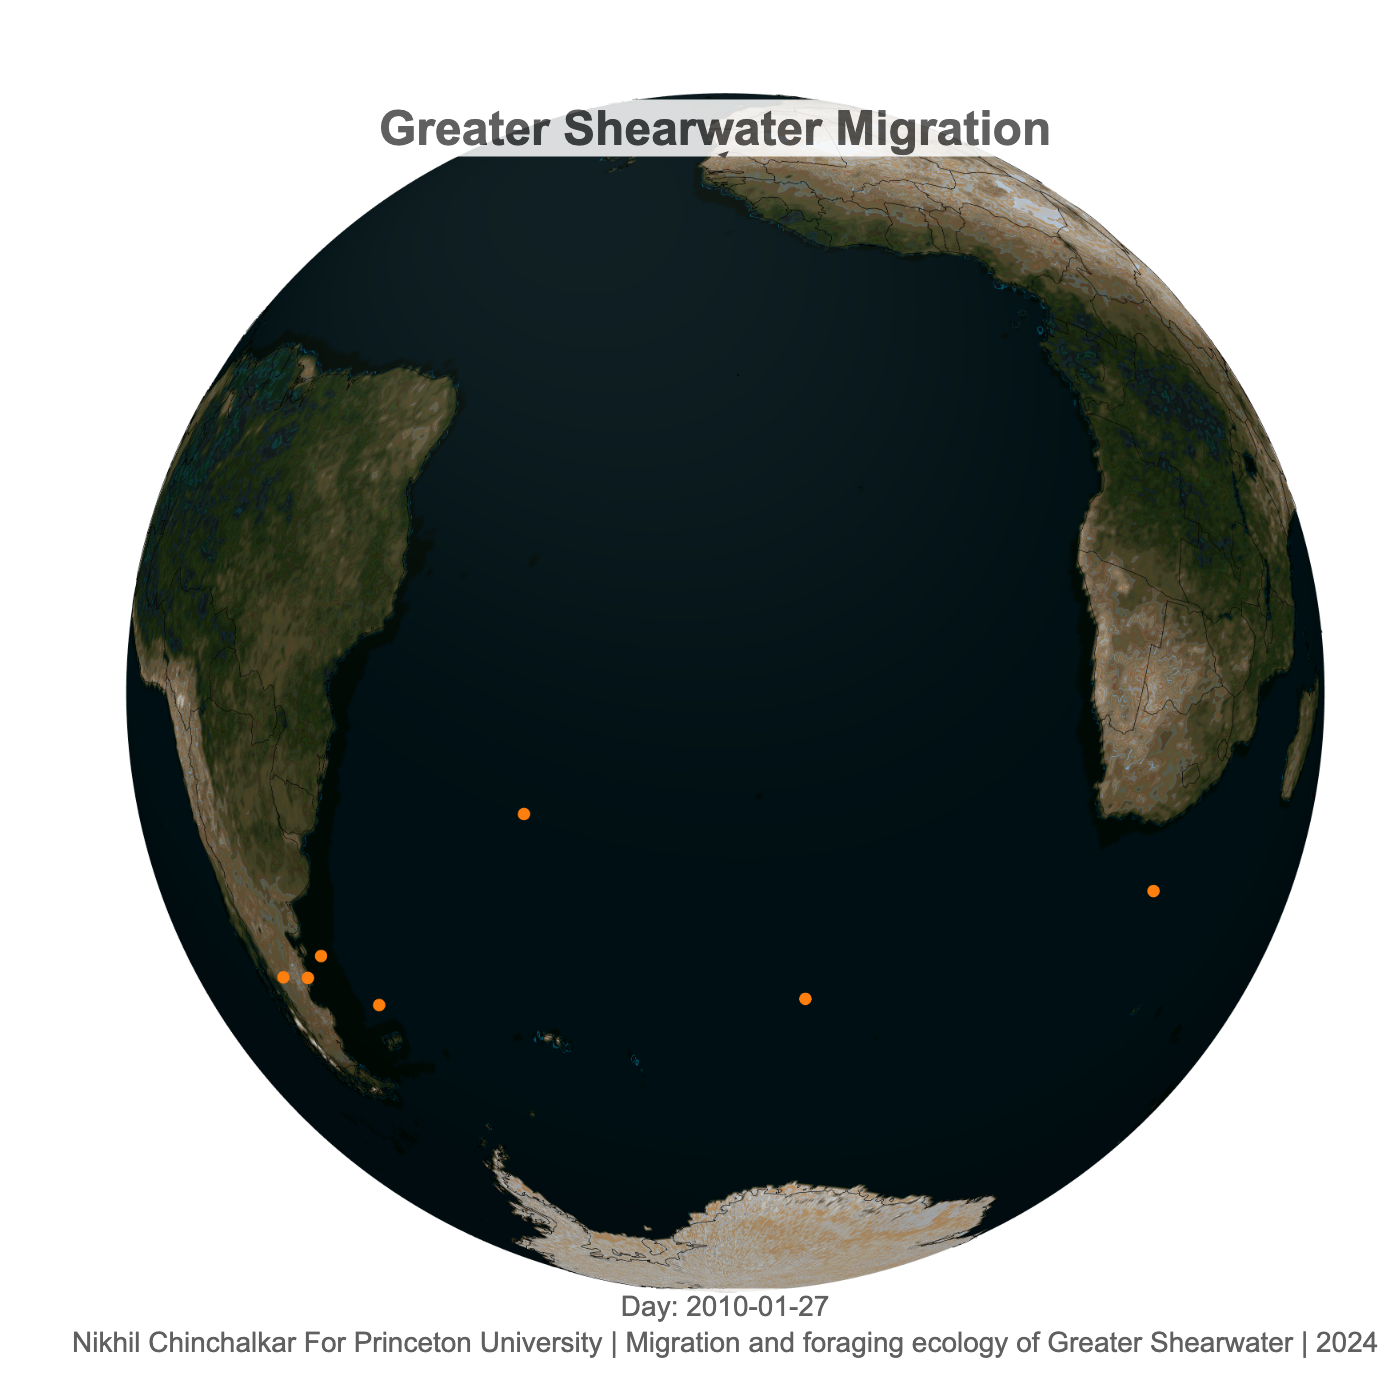 Greater Shearwater Migration
Day: 2010-01-27
Nikhil Chinchalkar For Princeton University | Migration and foraging ecology of Greater Shearwater | 2024